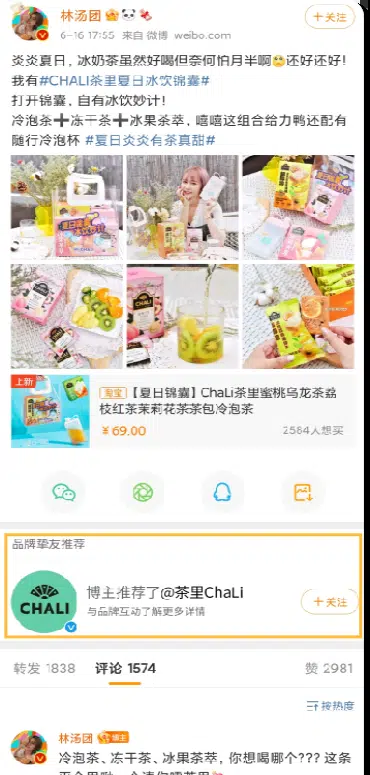 林汤团
+关注
6-16 17:55 来自 微博 weibo.com
炎炎夏日，冰奶茶虽然好喝但奈何怕月半啊还好还好!
我有#CHALI茶里夏日冰饮锦囊#
打开锦囊，自有冰饮妙计!
冷泡茶➕冻干茶➕冰果茶萃，嘻嘻这组合给力鸭还配有
随行冷泡杯 #夏日炎炎有茶真甜#
CHALI
上新
淘宝【夏日锦囊】ChaLi茶里蜜桃乌龙茶荔
枝红茶茉莉花茶茶包冷泡茶
¥69.00
2584人想买
品牌挚友推荐
CHALI
博主推荐了@茶里ChaLi
与品牌互动了解更多详情
+关注
转发 1838 评论 1574 赞 2981
按热度
林汤团 博主
冷泡茶、冻干茶、冰果茶萃，你想喝哪个??? 这条